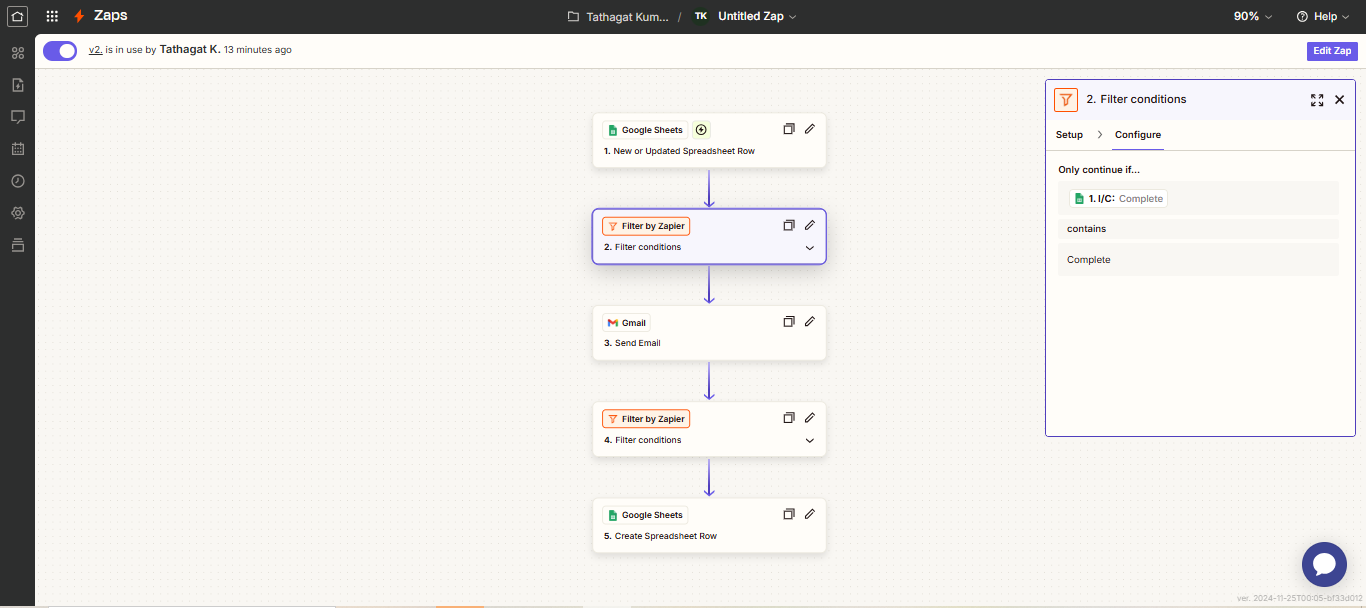 Zaps
Tathagat Kum... / TK Untitled Zap
90% Help
v2. is in use by Tathagat K. 13 minutes ago
Edit Zap
Google Sheets
1. New or Updated Spreadsheet Row
Filter by Zapier
2. Filter conditions
Gmail
3. Send Email
Filter by Zapier
4. Filter conditions
Google Sheets
5. Create Spreadsheet Row
2. Filter conditions
Setup Configure
Only continue if...
1. I/C: Complete
contains
Complete
ver. 2024-11-25T00:05-bf33d012